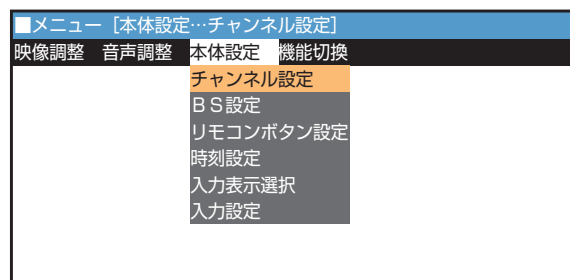 ■メニュー［本体設定…チャンネル設定］
映像調整 音声調整 本体設定 機能切換
チャンネル設定
ＢＳ設定
リモコンボタン設定
時刻設定
入力表示選択
入力設定